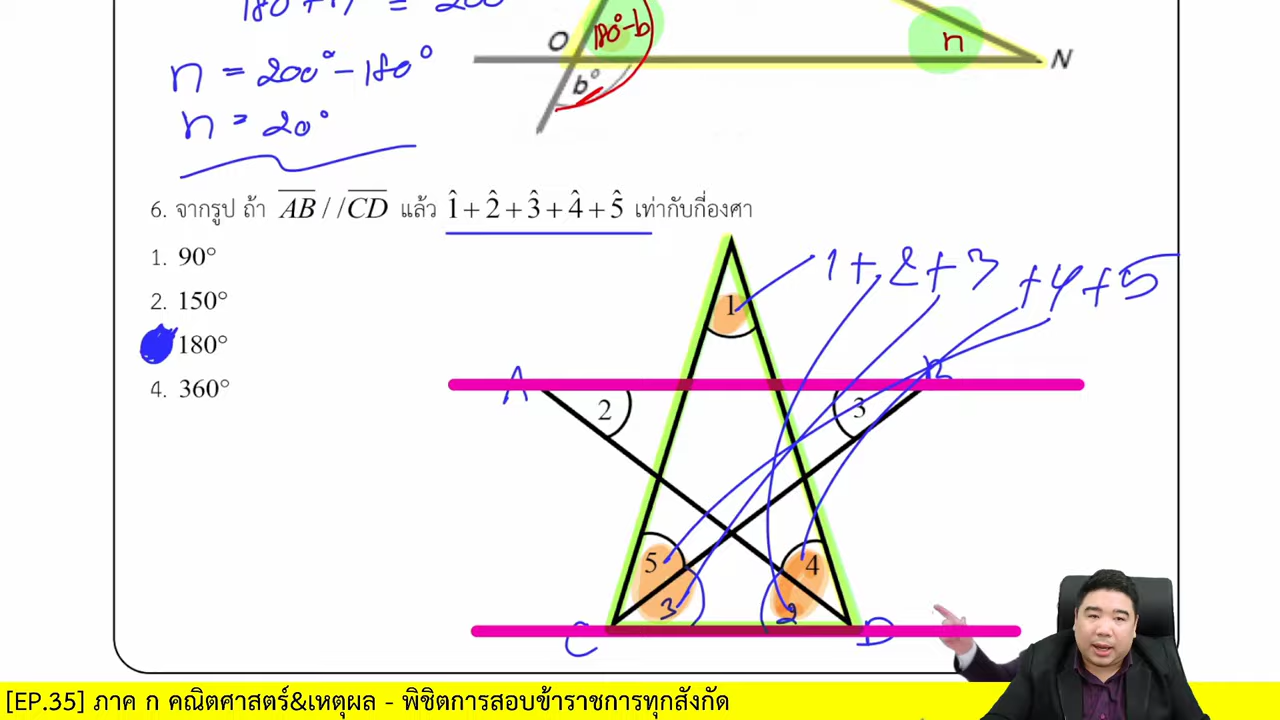 180°-b
n
O
N
b°
n = 200° - 180°
n = 20°
6. จากรูป ถ้า AB // CD แล้ว 1̂ + 2̂ + 3̂ + 4̂ + 5̂ เท่ากับกี่องศา
1. 90°
2. 150°
180°
4. 360°
1+2+3+4+5
1
A
B
2
3
5
4
3
2
C
D
[EP.35] ภาค ก คณิตศาสตร์&เหตุผล - พิชิตการสอบข้าราชการทุกสังกัด